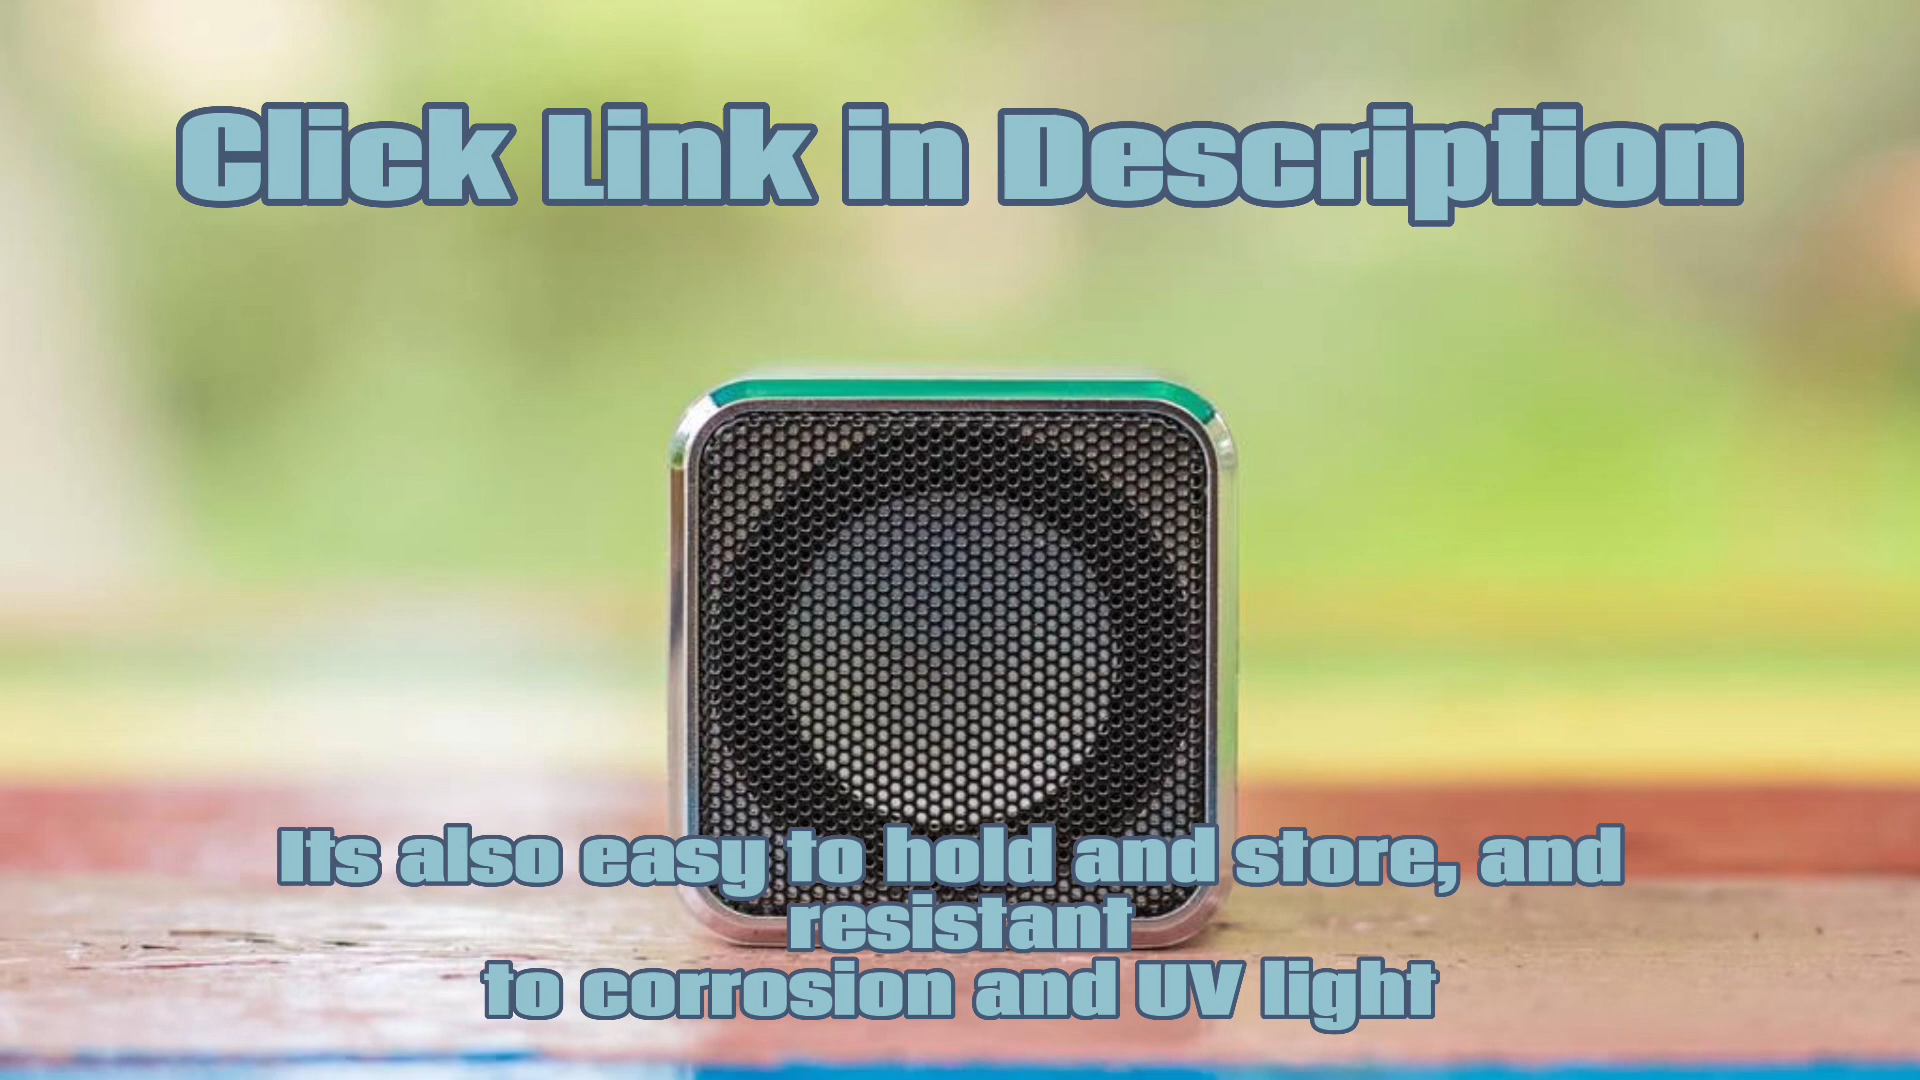 Click Link in Description
Its also easy to hold and store, and
resistant
to corrosion and UV light